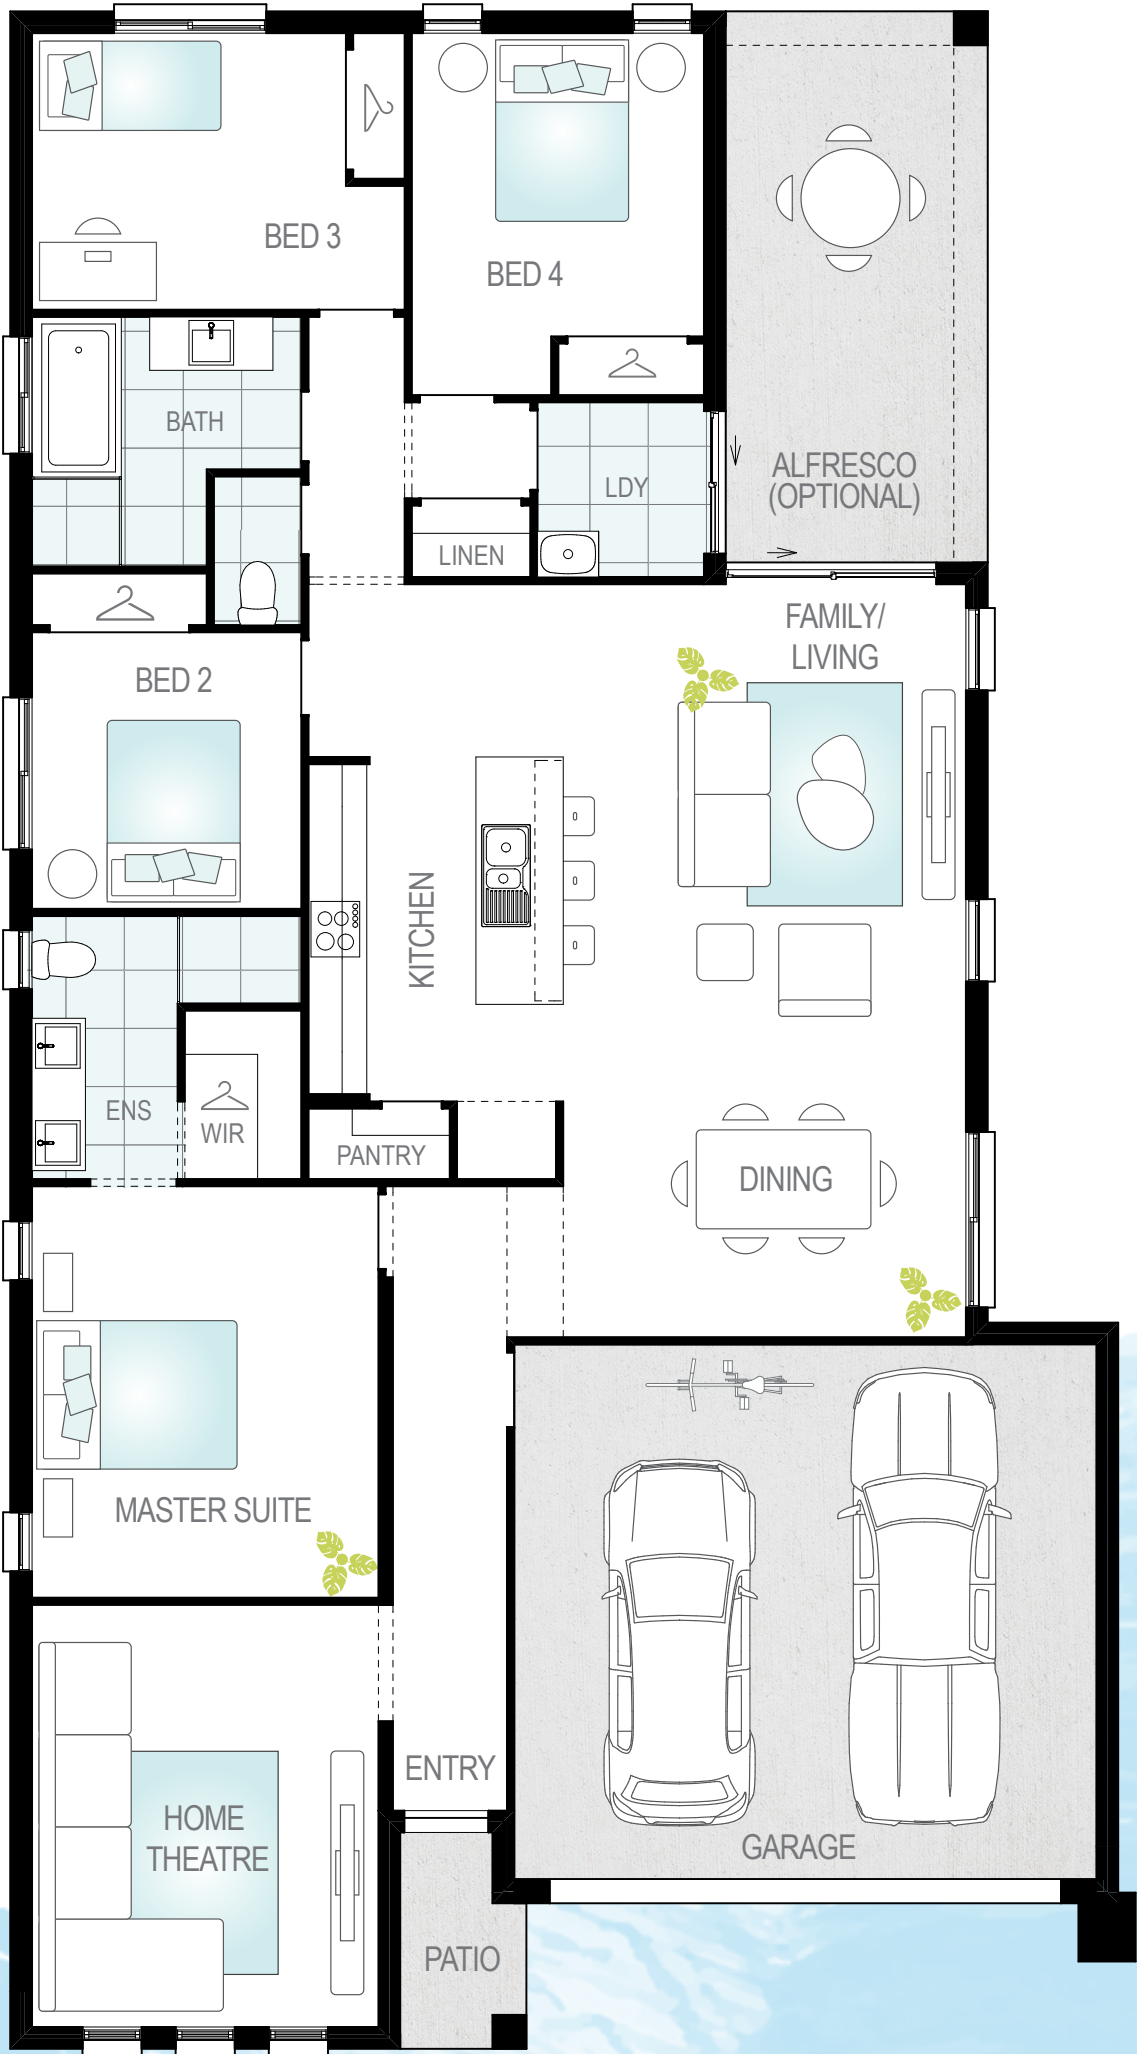 BED 3
BED 4
BATH
ALFRESCO
(OPTIONAL)
LDY
LINEN
FAMILY/
LIVING
BED 2
KITCHEN
ENS
WIR
PANTRY
DINING
MASTER SUITE
ENTRY
HOME
THEATRE
GARAGE
PATIO